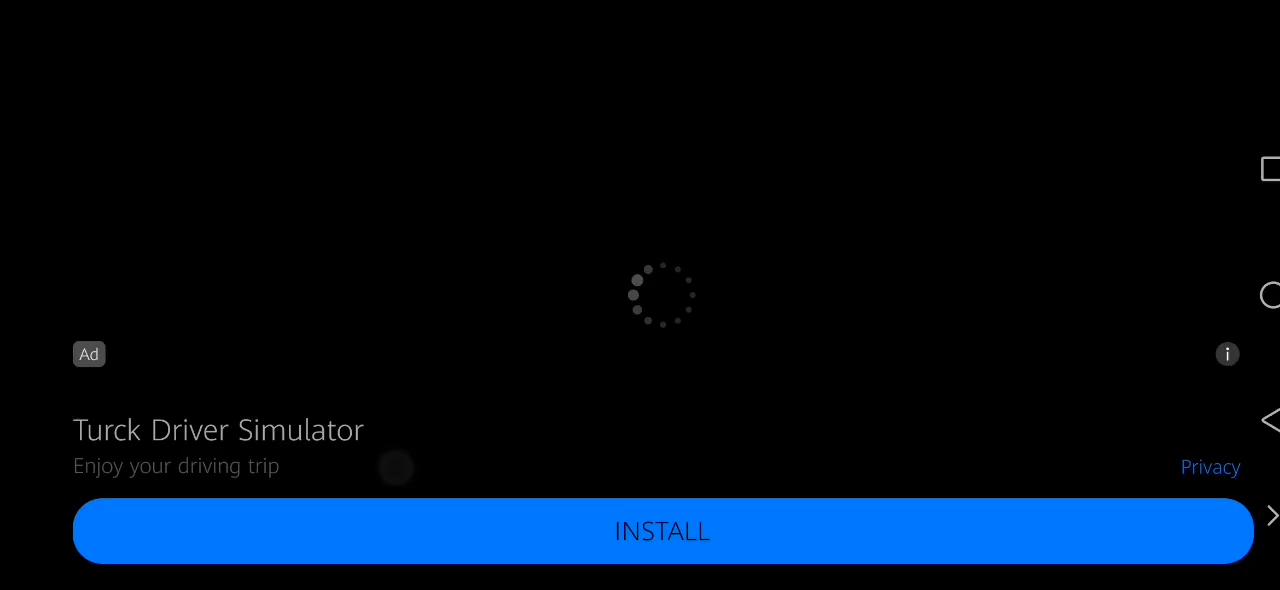 Ad
Turck Driver Simulator
Enjoy your driving trip
Privacy
INSTALL